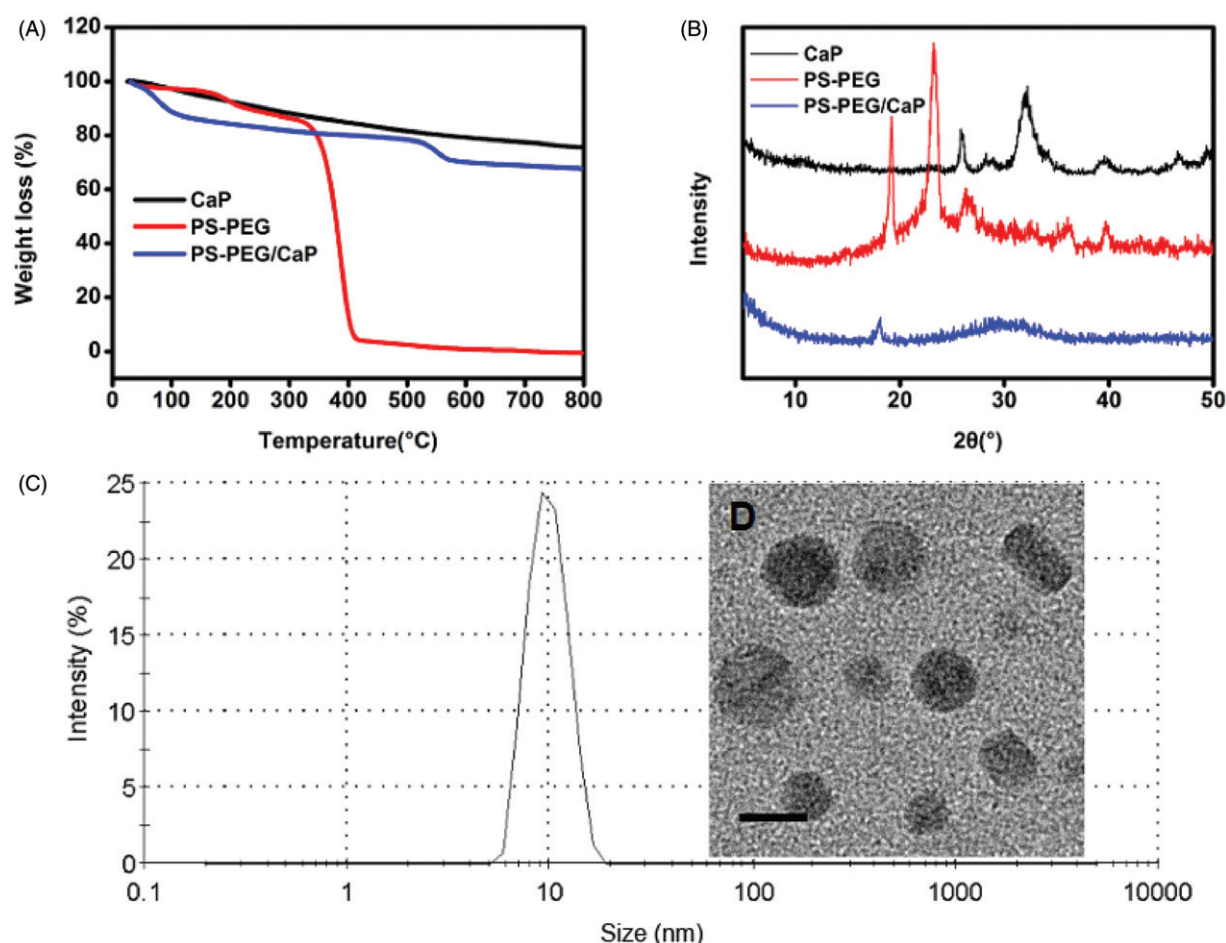 (A)
120
100
80
60
40
20
0
Weight loss (%)
CaP
PS-PEG
PS-PEG/CaP
0 100 200 300 400 500 600 700 800
Temperature(°C)
(B)
CaP
PS-PEG
PS-PEG/CaP
Intensity
10 20 30 40 50
2θ(°)
(C)
25
20
15
10
5
0
Intensity (%)
D
0.1 1 10 100 1000 10000
Size (nm)